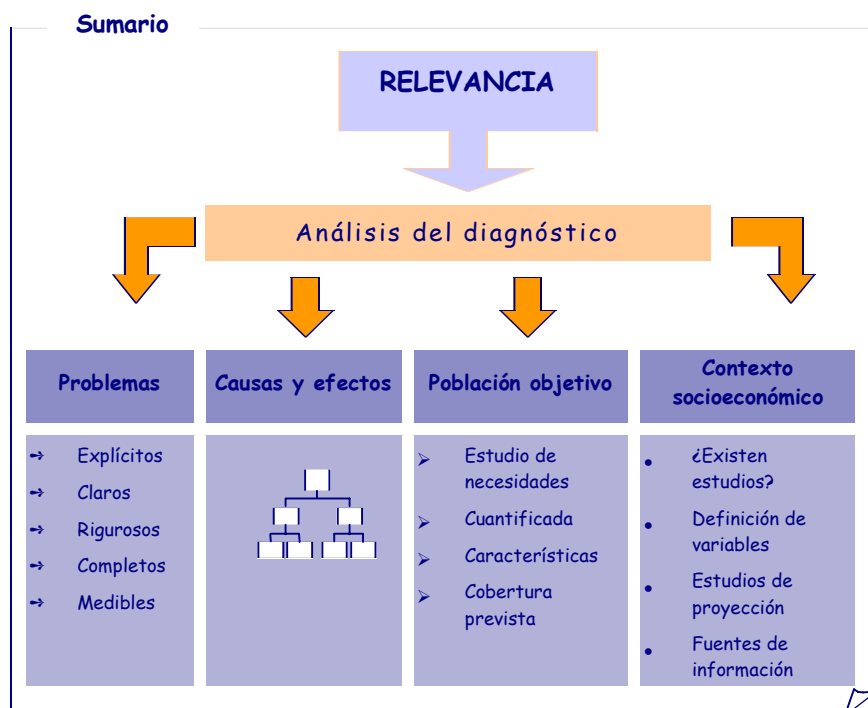 Sumario
RELEVANCIA
Análisis del diagnóstico
Problemas
Explícitos
Claros
Rigurosos
Completos
Medibles
Causas y efectos
Población objetivo
Estudio de
necesidades
Cuantificada
Características
Cobertura
prevista
Contexto
socioeconómico
¿Existen
estudios?
Definición de
variables
Estudios de
proyección
Fuentes de
información